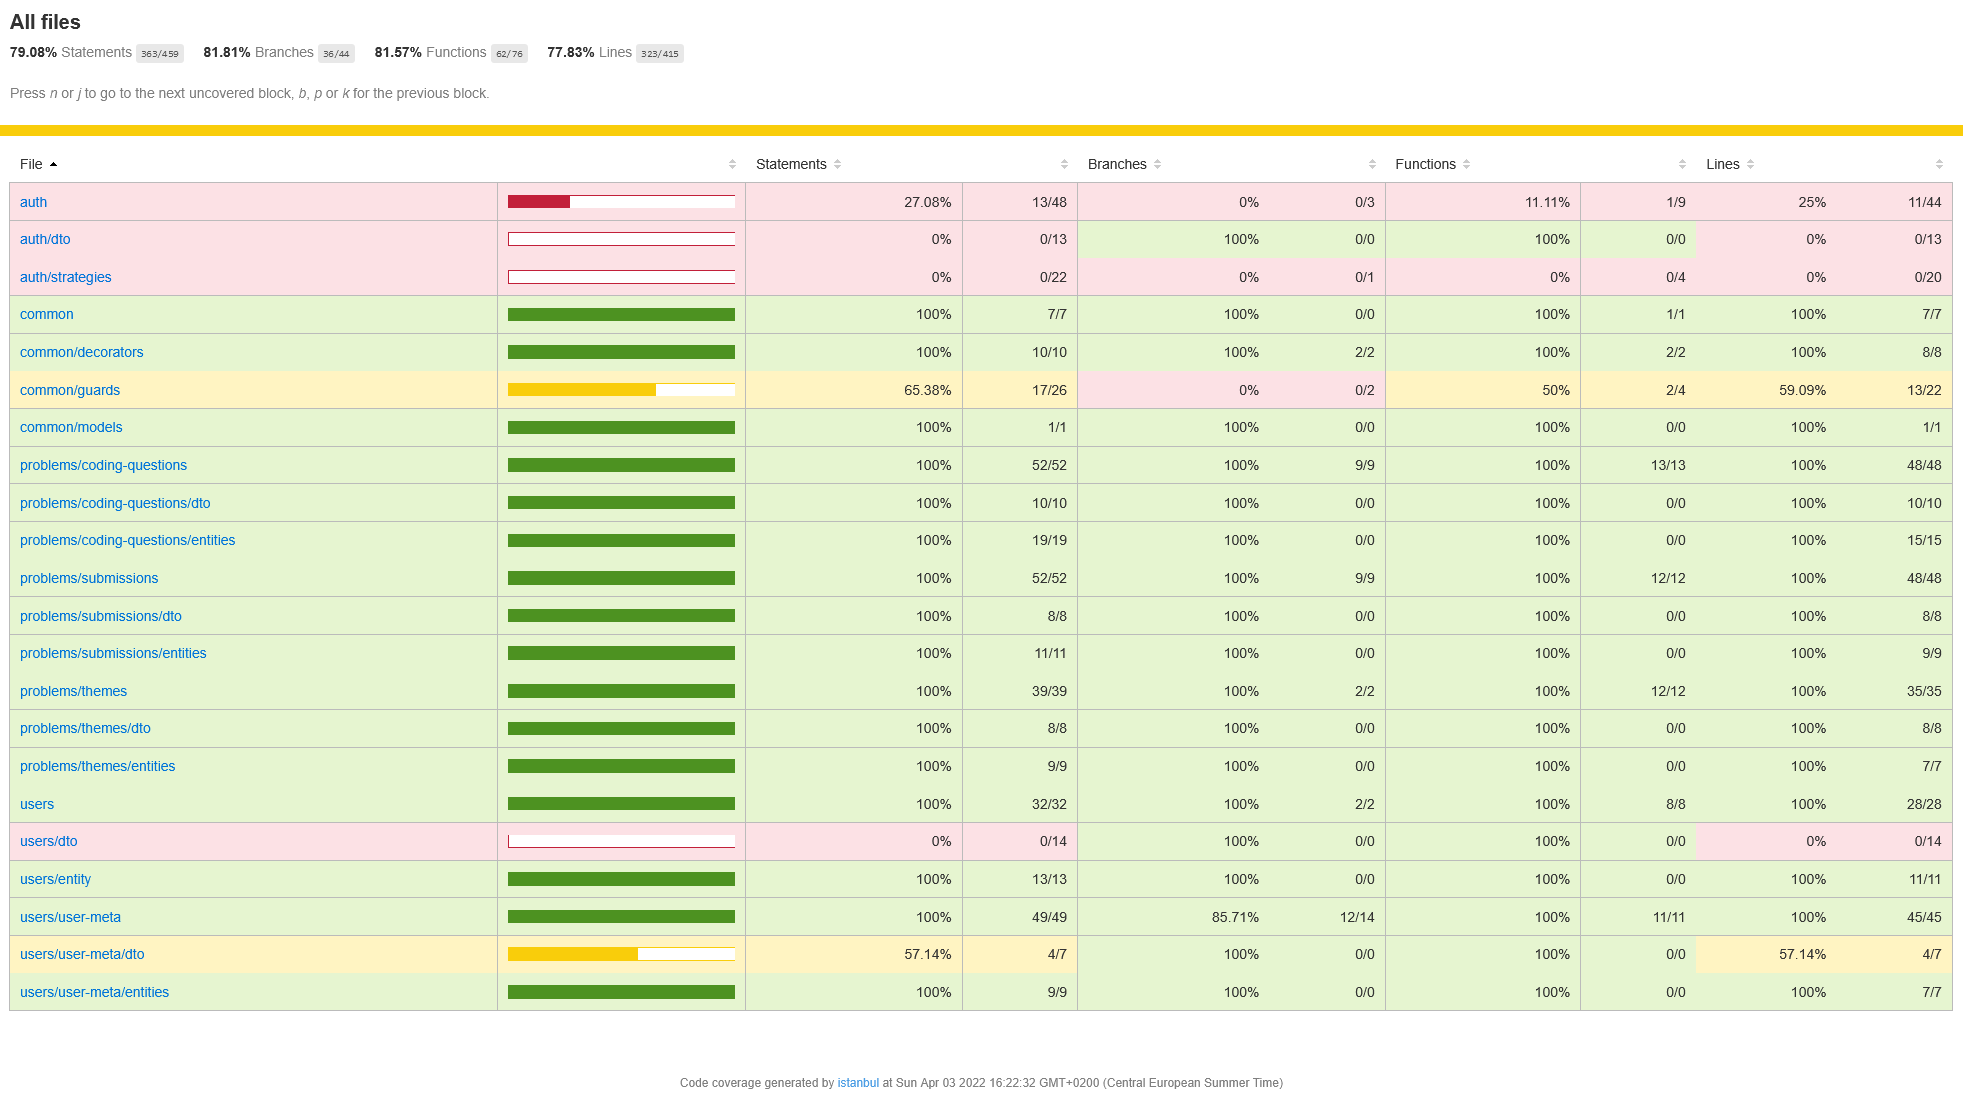 All files
79.08% Statements 363/459 81.81% Branches 36/44 81.57% Functions 62/76 77.83% Lines 323/415
Press n or j to go to the next uncovered block, b, p or k for the previous block.
File Statements Branches Functions Lines
auth 27.08% 13/48 0% 0/3 11.11% 1/9 25% 11/44
auth/dto 0% 0/13 100% 0/0 100% 0/0 0% 0/13
auth/strategies 0% 0/22 0% 0/1 0% 0/4 0% 0/20
common 100% 7/7 100% 0/0 100% 1/1 100% 7/7
common/decorators 100% 10/10 100% 2/2 100% 2/2 100% 8/8
common/guards 65.38% 17/26 0% 0/2 50% 2/4 59.09% 13/22
common/models 100% 1/1 100% 0/0 100% 0/0 100% 1/1
problems/coding-questions 100% 52/52 100% 9/9 100% 13/13 100% 48/48
problems/coding-questions/dto 100% 10/10 100% 0/0 100% 0/0 100% 10/10
problems/coding-questions/entities 100% 19/19 100% 0/0 100% 0/0 100% 15/15
problems/submissions 100% 52/52 100% 9/9 100% 12/12 100% 48/48
problems/submissions/dto 100% 8/8 100% 0/0 100% 0/0 100% 8/8
problems/submissions/entities 100% 11/11 100% 0/0 100% 0/0 100% 9/9
problems/themes 100% 39/39 100% 2/2 100% 12/12 100% 35/35
problems/themes/dto 100% 8/8 100% 0/0 100% 0/0 100% 8/8
problems/themes/entities 100% 9/9 100% 0/0 100% 0/0 100% 7/7
users 100% 32/32 100% 2/2 100% 8/8 100% 28/28
users/dto 0% 0/14 100% 0/0 100% 0/0 0% 0/14
users/entity 100% 13/13 100% 0/0 100% 0/0 100% 11/11
users/user-meta 100% 49/49 85.71% 12/14 100% 11/11 100% 45/45
users/user-meta/dto 57.14% 4/7 100% 0/0 100% 0/0 57.14% 4/7
users/user-meta/entities 100% 9/9 100% 0/0 100% 0/0 100% 7/7
Code coverage generated by istanbul at Sun Apr 03 2022 16:22:32 GMT+0200 (Central European Summer Time)